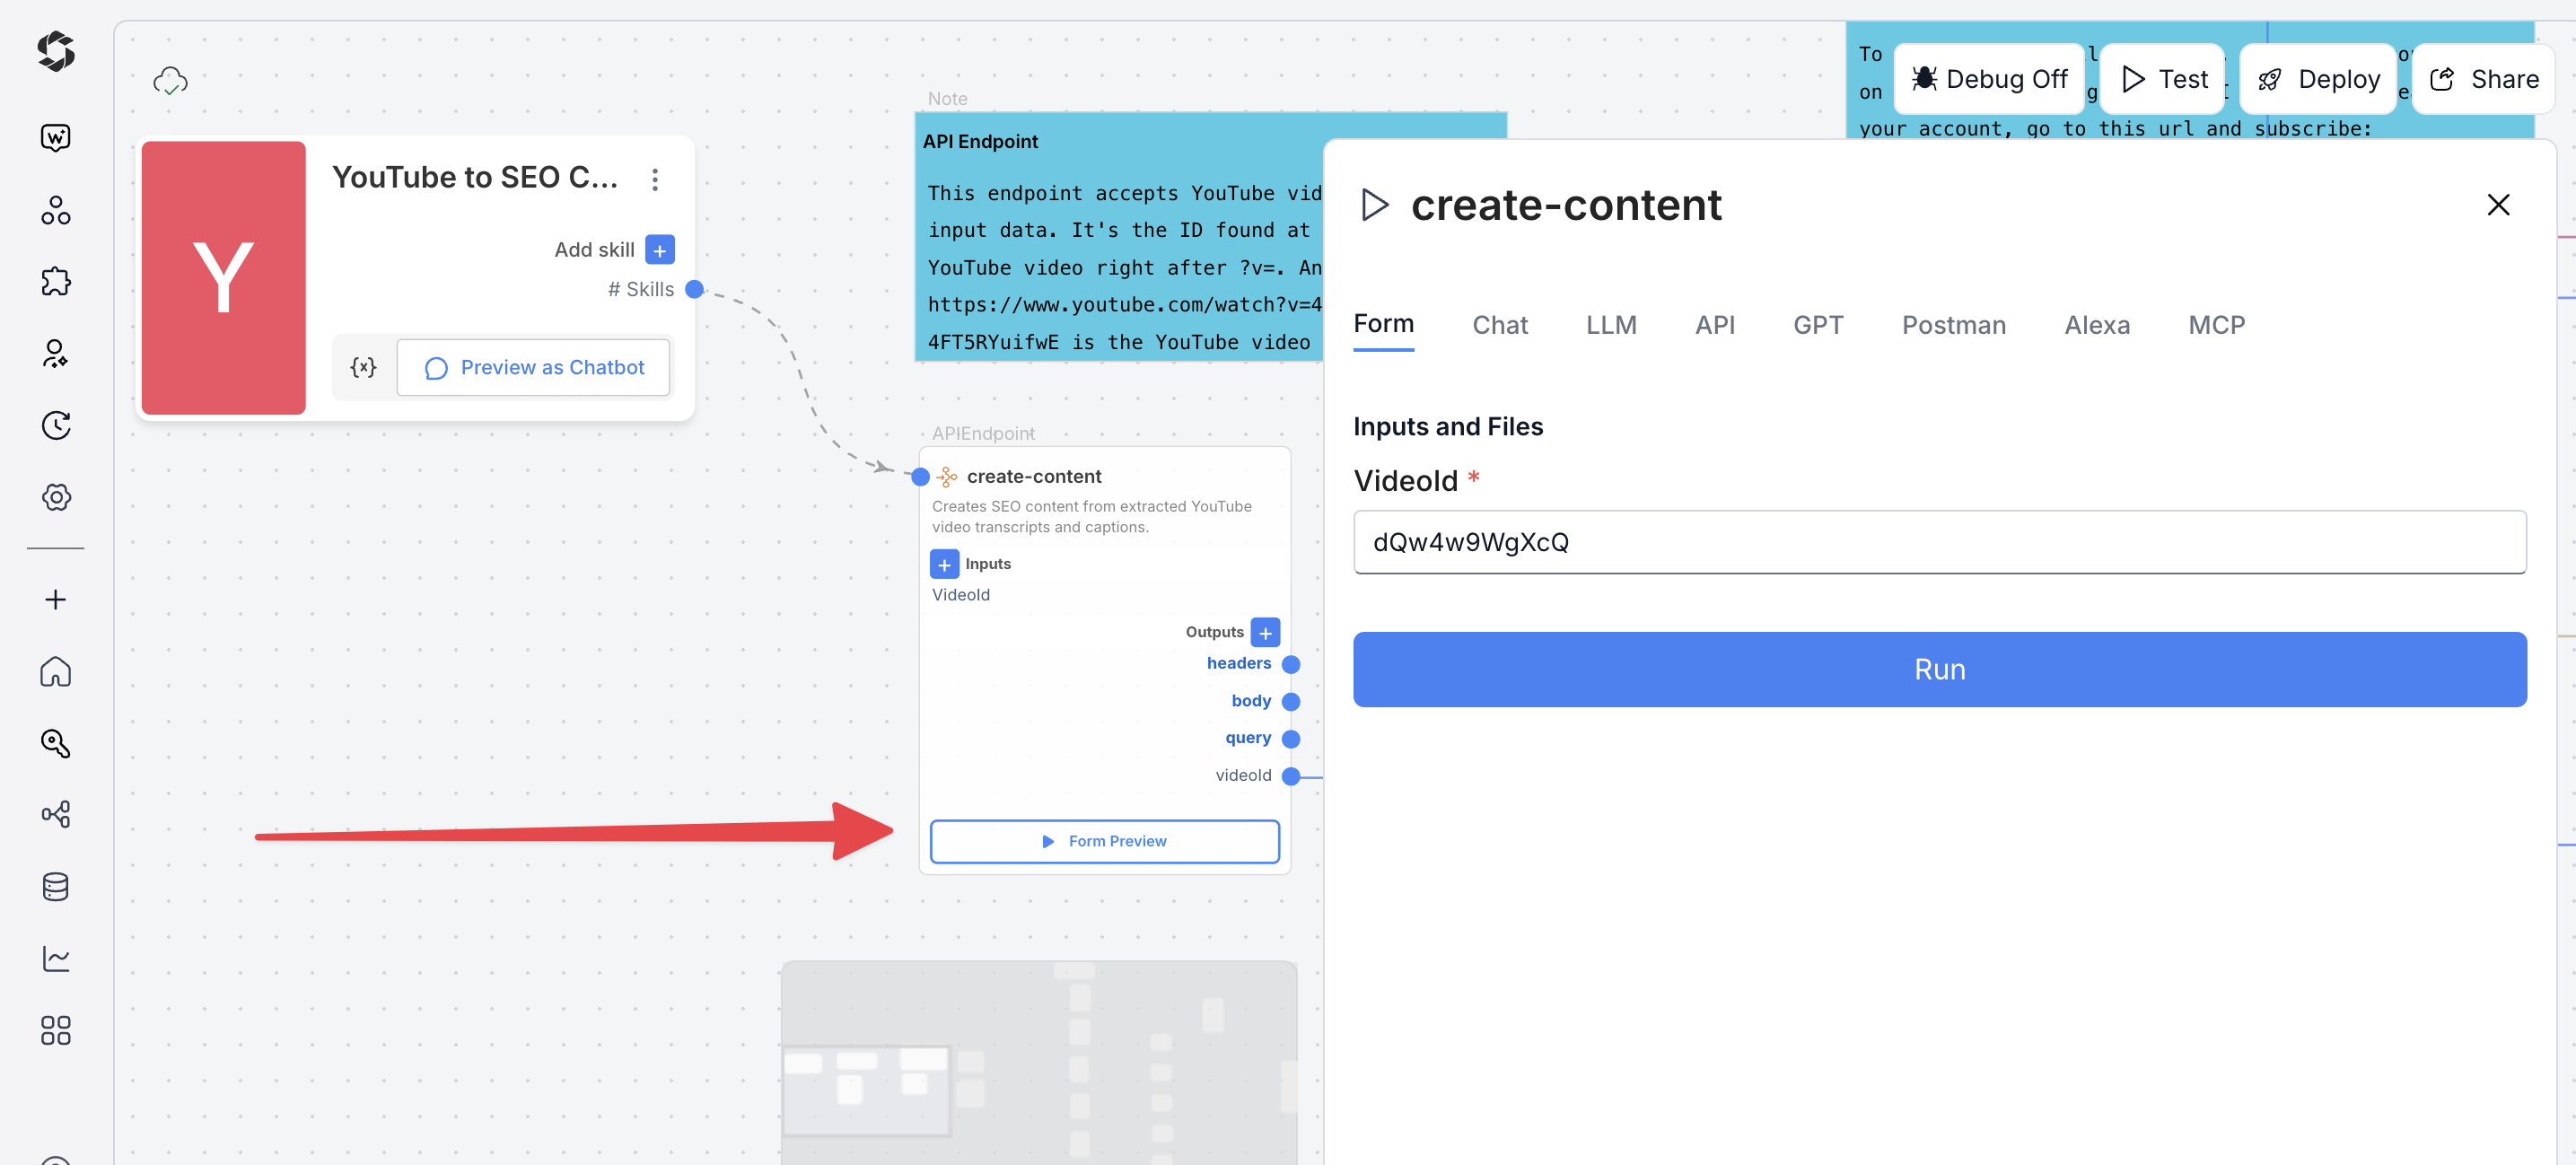 Y
YouTube to SEO C...
Add skill
# Skills
{x}
Preview as Chatbot
Note
API Endpoint
This endpoint accepts YouTube vid
input data. It's the ID found at
YouTube video right after ?v=. An
https://www.youtube.com/watch?v=4
4FT5RYuifwE is the YouTube video
APIEndpoint
create-content
Creates SEO content from extracted YouTube
video transcripts and captions.
Inputs
VideoId
Outputs
headers
body
query
videoId
Form Preview
To
on
your account, go to this url and subscribe:
Debug Off
Test
Deploy
Share
create-content
Form
Chat
LLM
API
GPT
Postman
Alexa
MCP
Inputs and Files
VideoId *
dQw4w9WgXcQ
Run